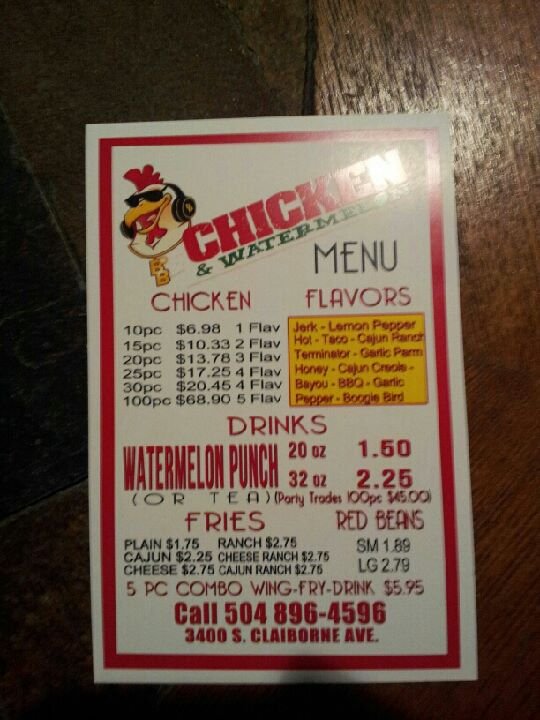 CHICKEN
& WATERMELON
MENU
CHICKEN
10pc $6.98 1 Flav
15pc $10.33 2 Flav
20pc $13.78 3 Flav
25pc $17.25 4 Flav
30pc $20.45 4 Flav
100pc $68.90 5 Flav
FLAVORS
Jerk - Lemon Pepper
Hot - Taco - Cajun Ranch
Terminator - Garlic Parm
Honey - Cajun Creole -
Bayou - BBQ - Garlic
Pepper - Boogie Bird
DRINKS
WATERMELON PUNCH
20 oz 1.50
32 oz 2.25
(OR TEA) (Party Trades 100pc $45.00)
FRIES
PLAIN $1.75 RANCH $2.75
CAJUN $2.25 CHEESE RANCH $2.75
CHEESE $2.75 CAJUN RANCH $2.75
RED BEANS
SM 1.89
LG 2.79
5 PC COMBO WING-FRY-DRINK $5.95
Call 504 896-4596
3400 S. CLAIBORNE AVE.